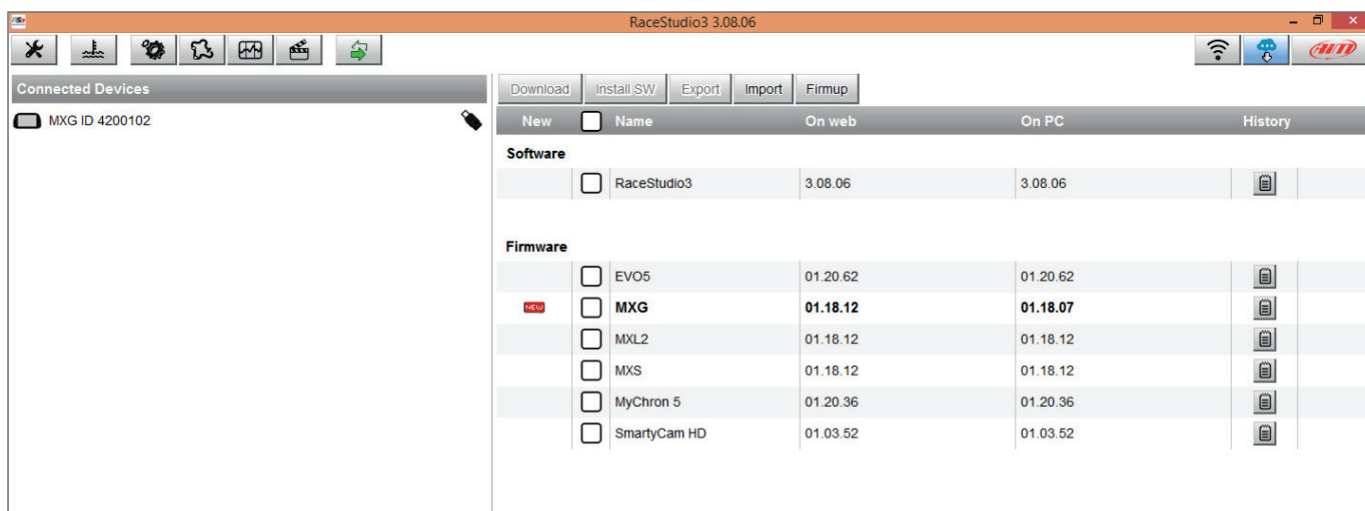 RS3 RaceStudio3 3.08.06
AiM
Connected Devices
MXG ID 4200102
Download Install SW Export Import Firmup
New Name On web On PC History
Software
RaceStudio3 3.08.06 3.08.06
Firmware
EVO5 01.20.62 01.20.62
NEW MXG 01.18.12 01.18.07
MXL2 01.18.12 01.18.12
MXS 01.18.12 01.18.12
MyChron 5 01.20.36 01.20.36
SmartyCam HD 01.03.52 01.03.52